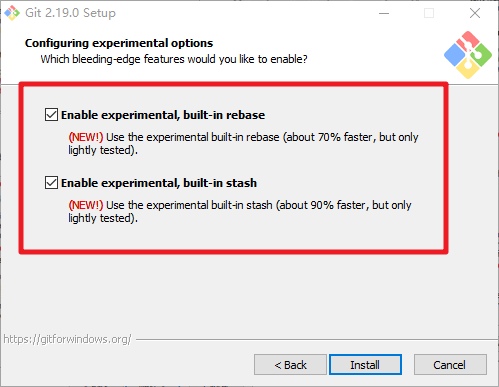 Git 2.19.0 Setup
Configuring experimental options
Which bleeding-edge features would you like to enable?
Enable experimental, built-in rebase
(NEW!) Use the experimental built-in rebase (about 70% faster, but only
lightly tested).
Enable experimental, built-in stash
(NEW!) Use the experimental built-in stash (about 90% faster, but only
lightly tested).
https://gitforwindows.org/
< Back
Install
Cancel